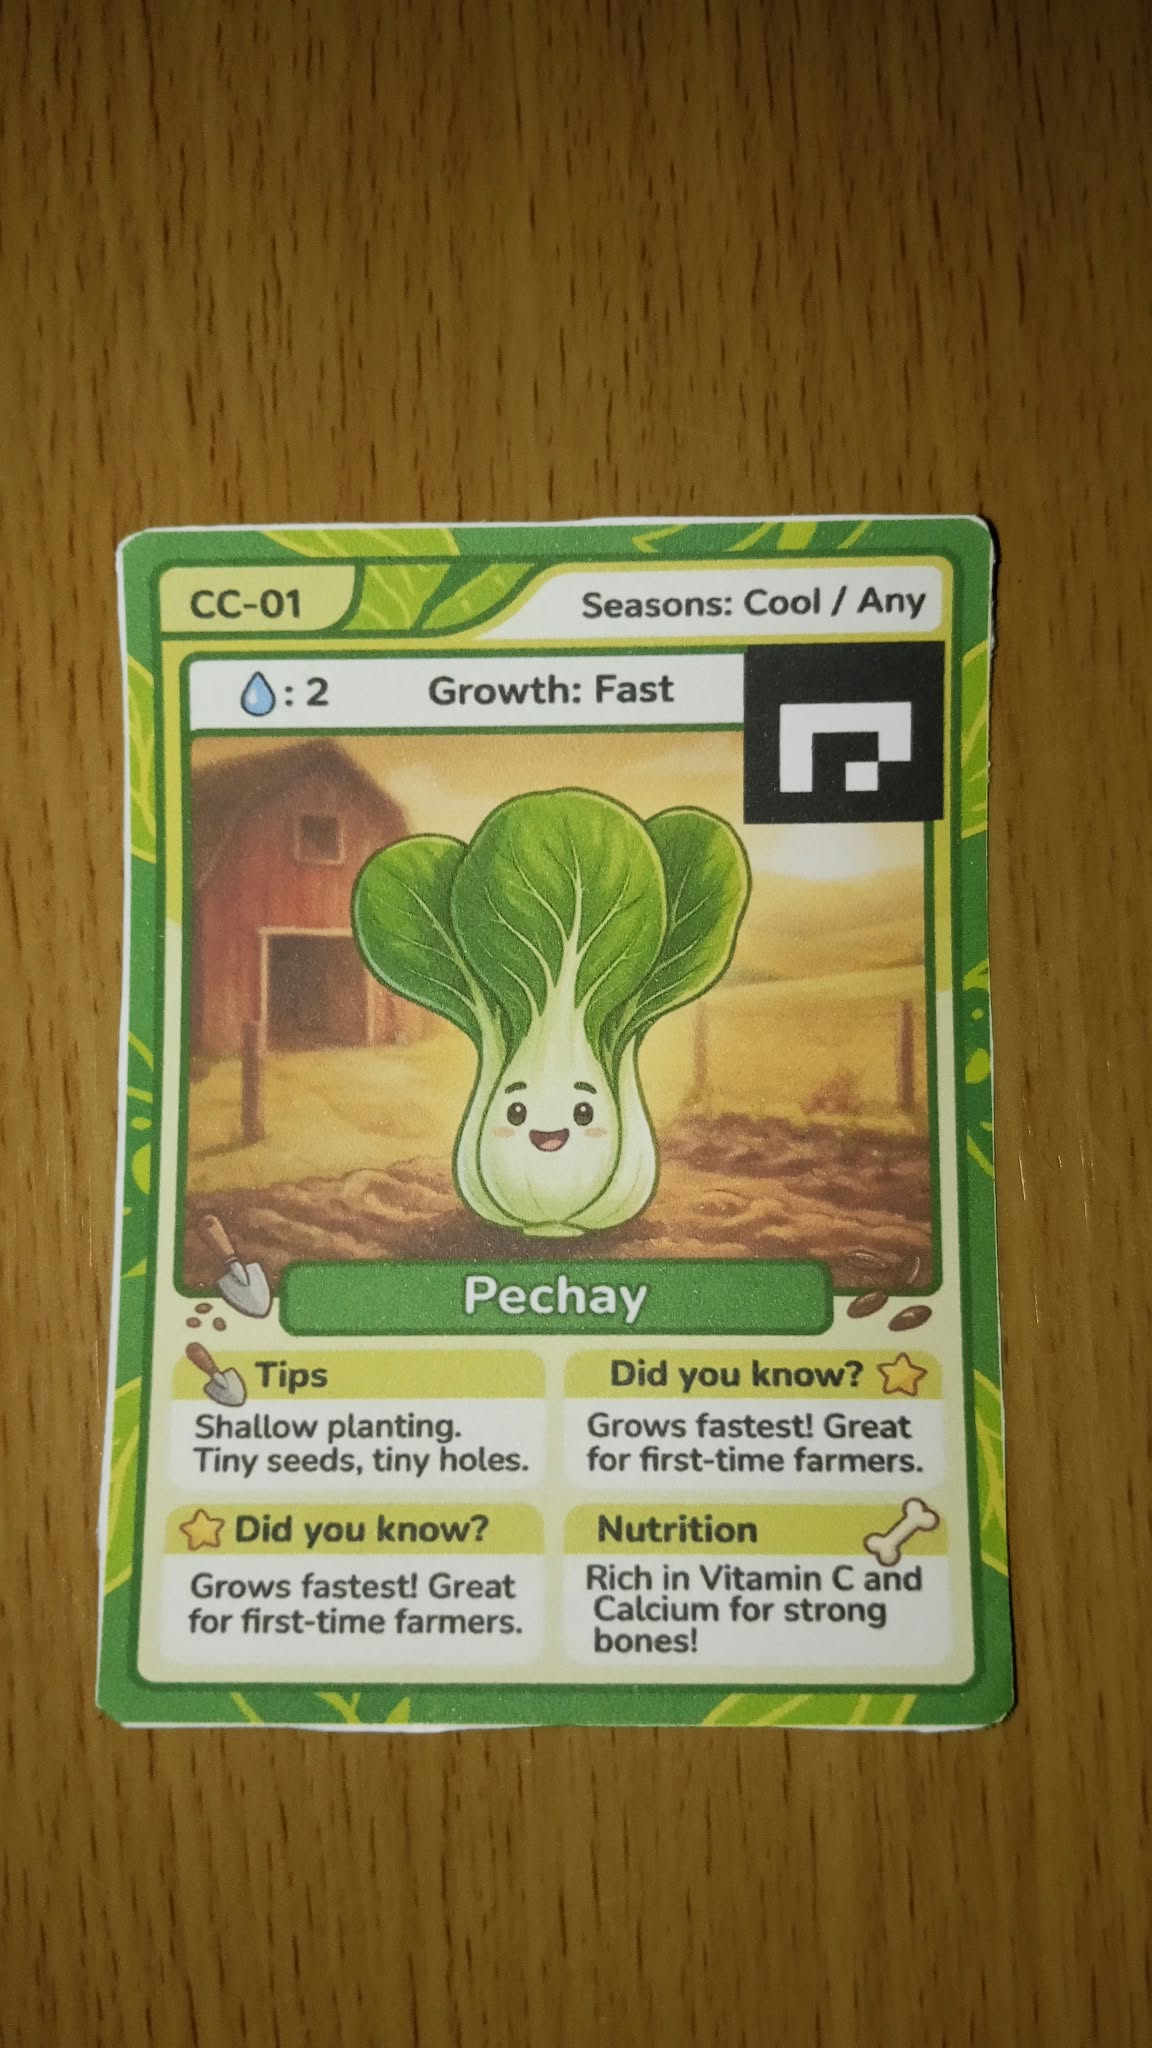 CC-01
Seasons: Cool / Any
: 2
Growth: Fast
Pechay
Tips
Shallow planting.
Tiny seeds, tiny holes.
Did you know?
Grows fastest! Great
for first-time farmers.
Did you know?
Grows fastest! Great
for first-time farmers.
Nutrition
Rich in Vitamin C and
Calcium for strong
bones!